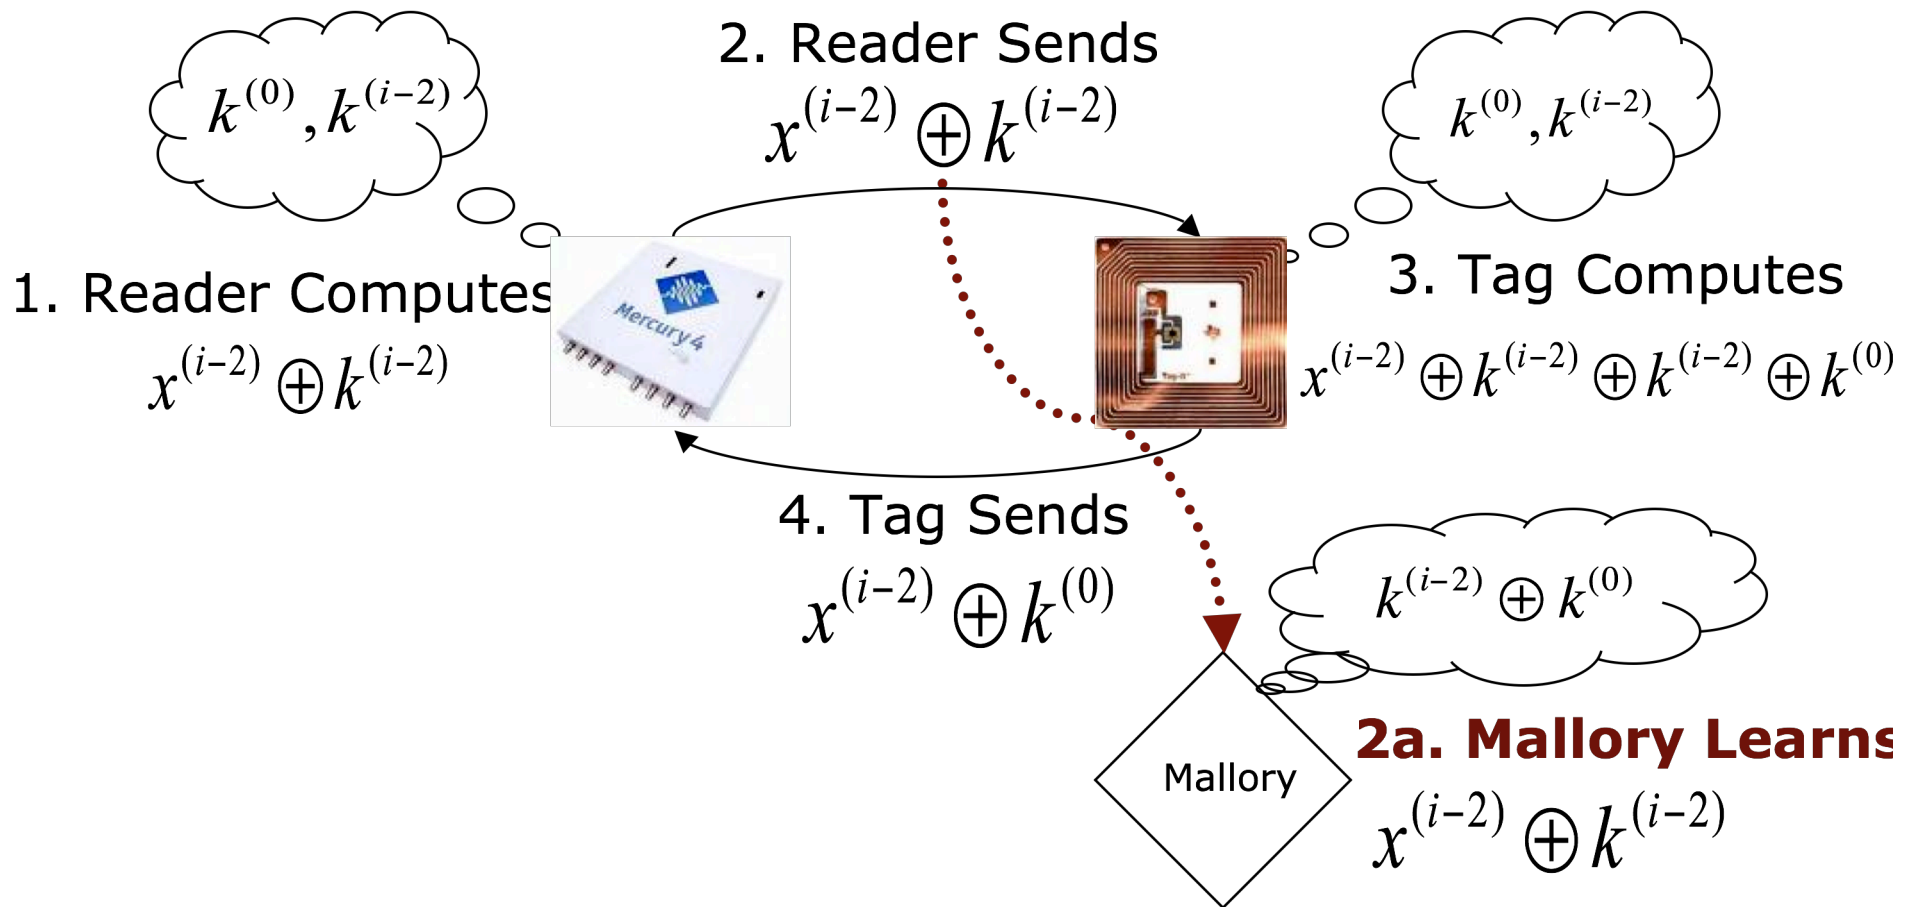 2. Reader Sends
x^(i−2) ⊕ k^(i−2)
k^(0), k^(i−2)
k^(0), k^(i−2)
1. Reader Computes
x^(i−2) ⊕ k^(i−2)
Mercury4
3. Tag Computes
x^(i−2) ⊕ k^(i−2) ⊕ k^(i−2) ⊕ k^(0)
4. Tag Sends
x^(i−2) ⊕ k^(0)
k^(i−2) ⊕ k^(0)
2a. Mallory Learns
Mallory
x^(i−2) ⊕ k^(i−2)